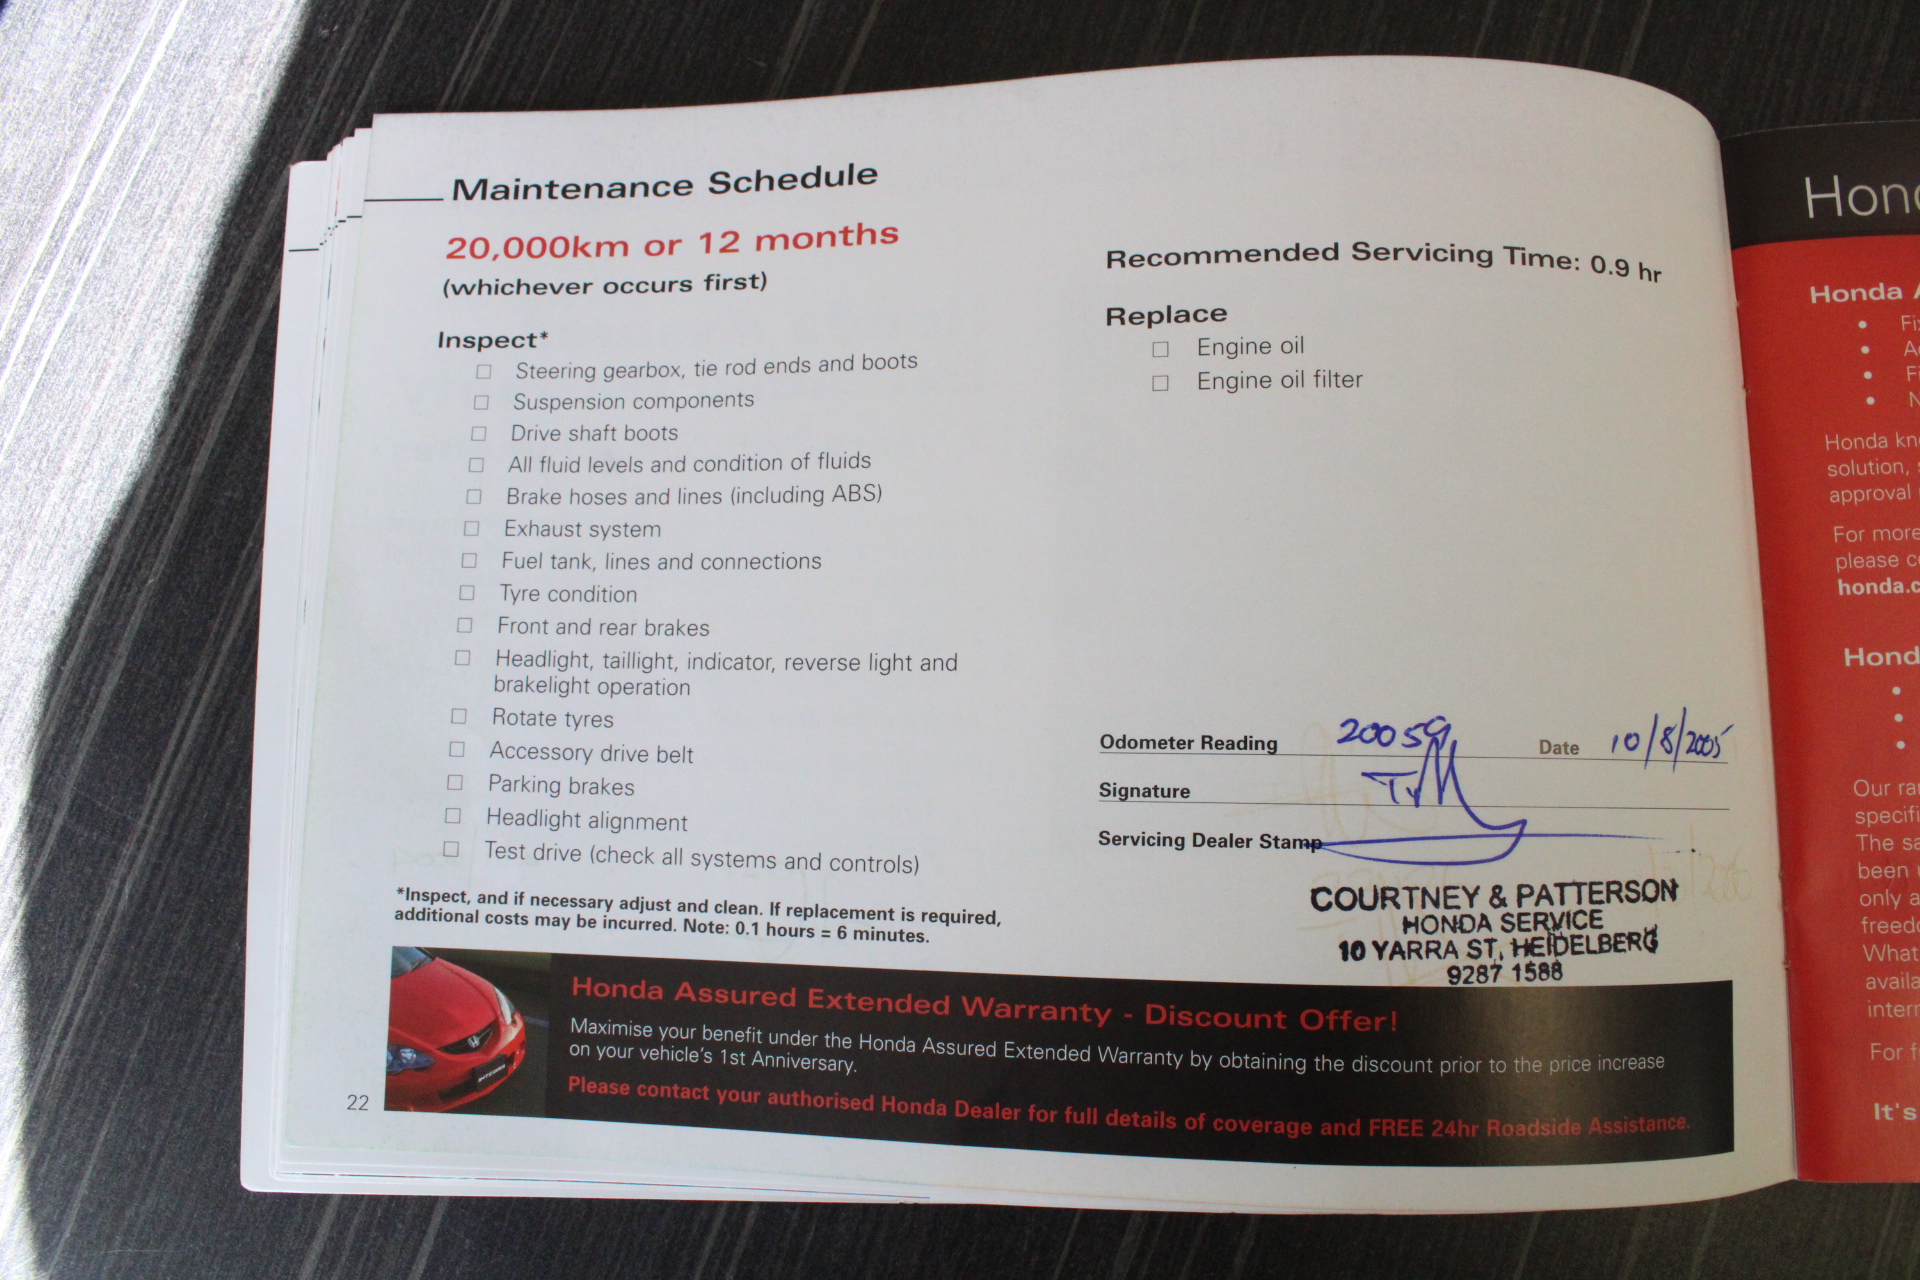 Maintenance Schedule
20,000km or 12 months
(whichever occurs first)
Inspect*
Steering gearbox, tie rod ends and boots
Suspension components
Drive shaft boots
All fluid levels and condition of fluids
Brake hoses and lines (including ABS)
Exhaust system
Fuel tank, lines and connections
Tyre condition
Front and rear brakes
Headlight, taillight, indicator, reverse light and
brakelight operation
Rotate tyres
Accessory drive belt
Parking brakes
Headlight alignment
Test drive (check all systems and controls)
*Inspect, and if necessary adjust and clean. If replacement is required,
additional costs may be incurred. Note: 0.1 hours = 6 minutes.
Recommended Servicing Time: 0.9 hr
Replace
Engine oil
Engine oil filter
Odometer Reading 20059 Date 10/8/2005
Signature
Servicing Dealer Stamp
COURTNEY & PATTERSON
HONDA SERVICE
10 YARRA ST, HEIDELBERG
9287 1588
Honda Assured Extended Warranty - Discount Offer!
Maximise your benefit under the Honda Assured Extended Warranty by obtaining the discount prior to the price increase
on your vehicle's 1st Anniversary.
Please contact your authorised Honda Dealer for full details of coverage and FREE 24hr Roadside Assistance.
22
Honda
solution,
approval
For more
please
honda.c
Our
specifi
The
been
only
What
For
It's